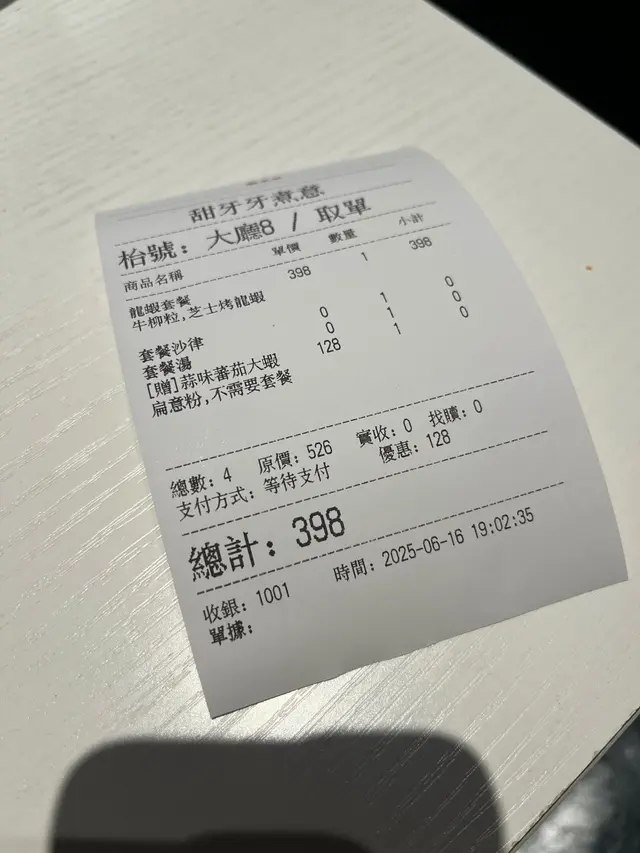 甜牙牙煮意
枱號: 大廳8 / 取單
商品名稱 單價 數量 小計
龍蝦套餐 398 1 398
牛柳粒,芝士烤龍蝦
套餐沙律 0 1 0
套餐湯 0 1 0
[贈]蒜味蕃茄大蝦 128 1 0
扁意粉,不需要套餐
總數: 4 原價: 526 實收: 0 找贖: 0
支付方式: 等待支付 優惠: 128
總計: 398
收銀: 1001 時間: 2025-06-16 19:02:35
單據: